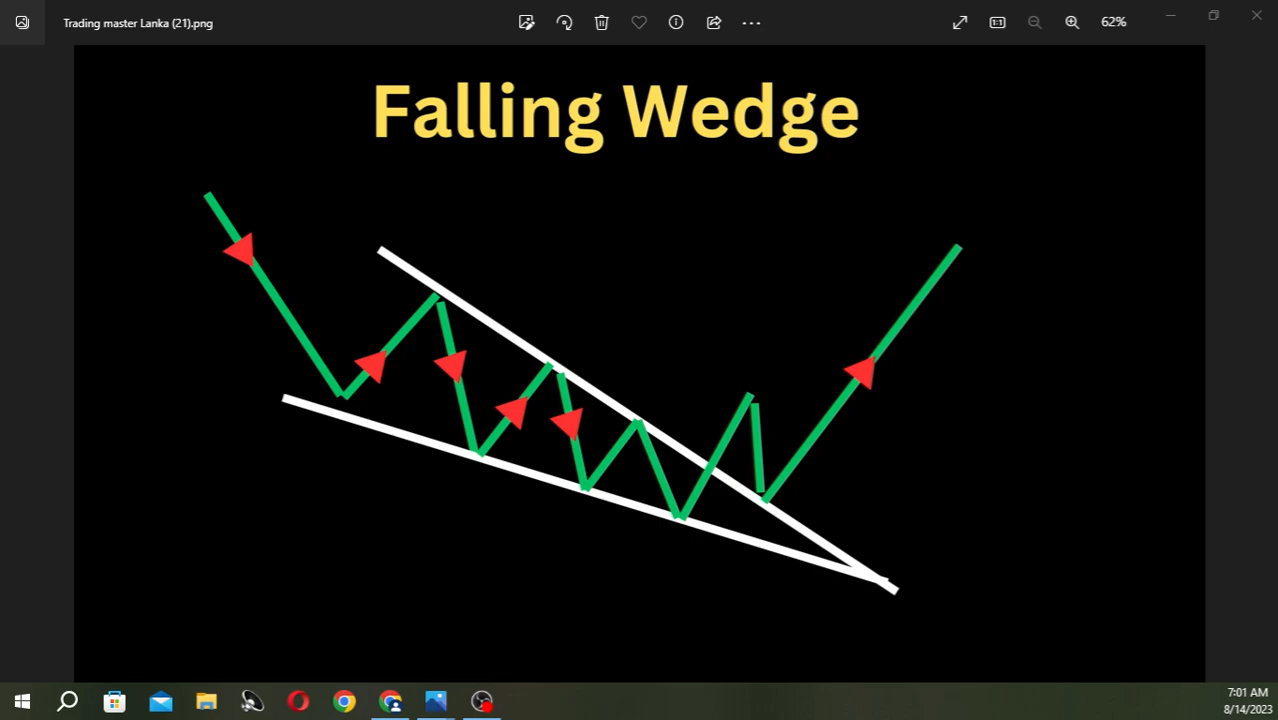 Trading master Lanka (21).png
62%
Falling Wedge
7:01 AM
8/14/2023